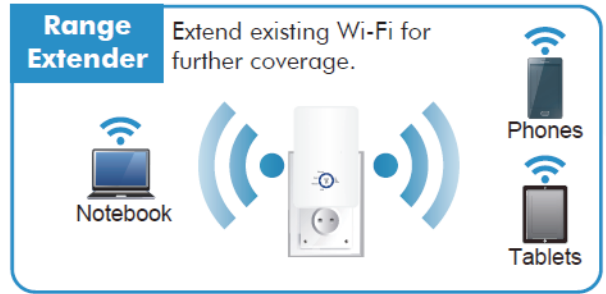 Range
Extender
Extend existing Wi-Fi for
further coverage.
Notebook
Phones
Tablets